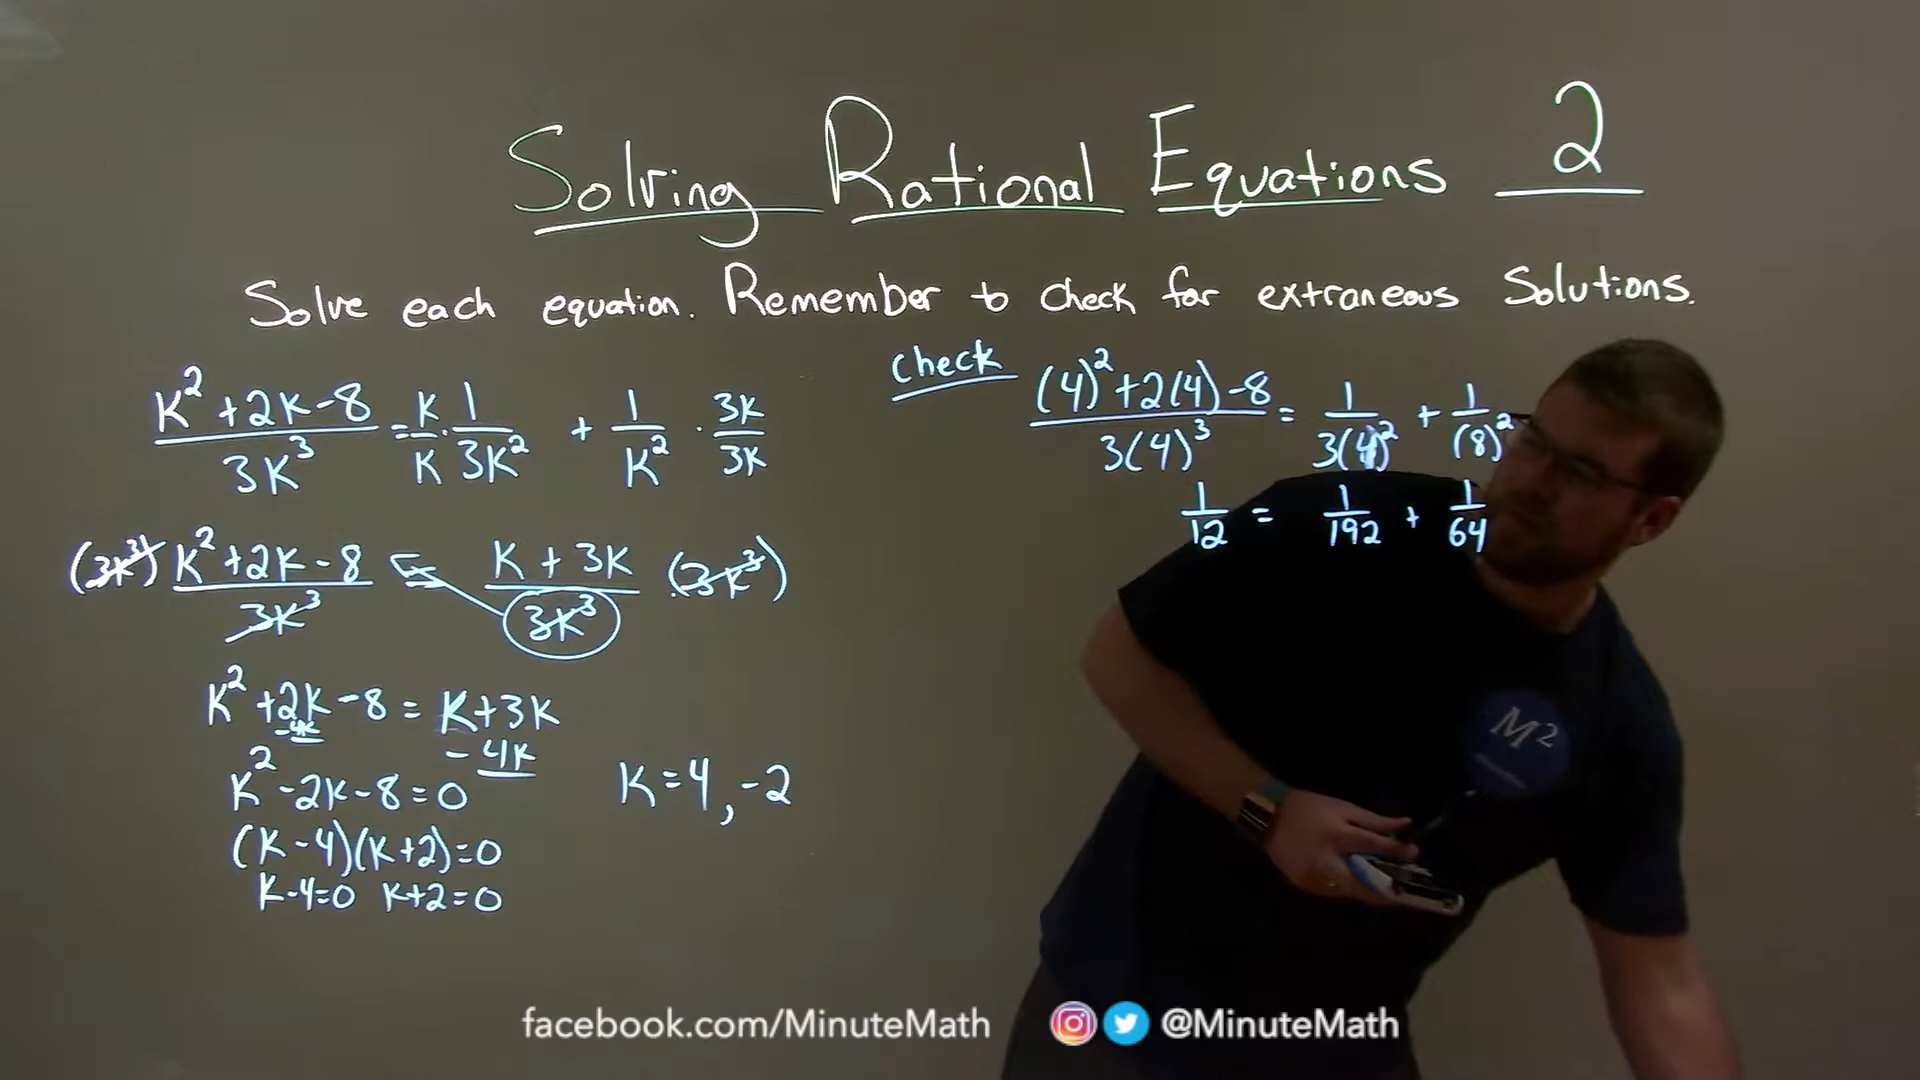 Solving Rational Equations 2
Solve each equation. Remember to check for extraneous solutions.
K² + 2K - 8 / 3K³ = K/K · 1/3K² + 1/K² · 3K/3K
(3K³) K² + 2K - 8 / 3K³ = K + 3K / 3K³ (3K³)
K² + 2K - 8 = K + 3K
-4K - 4K
K² - 2K - 8 = 0
(K - 4)(K + 2) = 0
K - 4 = 0 K + 2 = 0
K = 4, -2
Check
(4)² + 2(4) - 8 / 3(4)³ = 1/3(4)² + 1/(8)²
1/12 = 1/192 + 1/64
M²
facebook.com/MinuteMath @MinuteMath